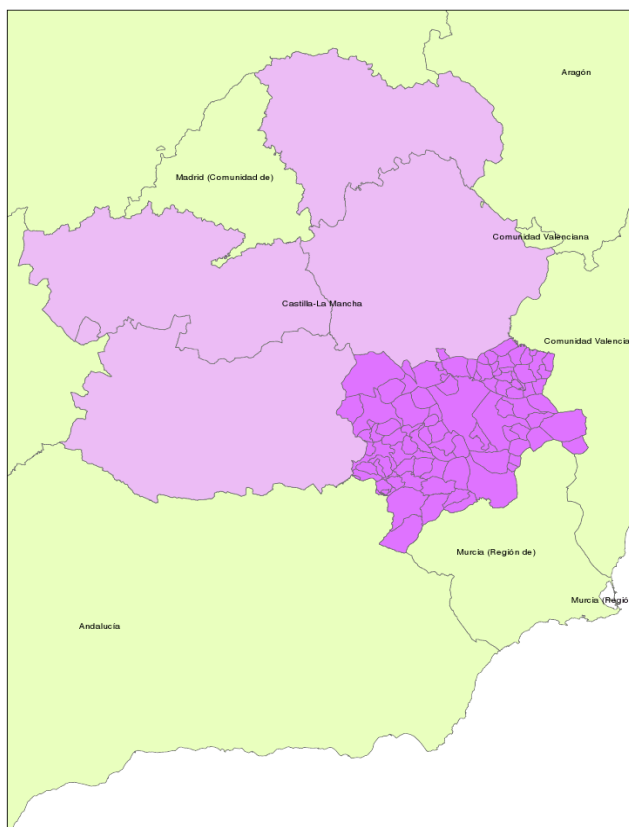 Aragón
Madrid (Comunidad de)
Comunidad Valenciana
Castilla-La Mancha
Comunidad Valencia
Murcia (Región de)
Murcia (Regió
Andalucía